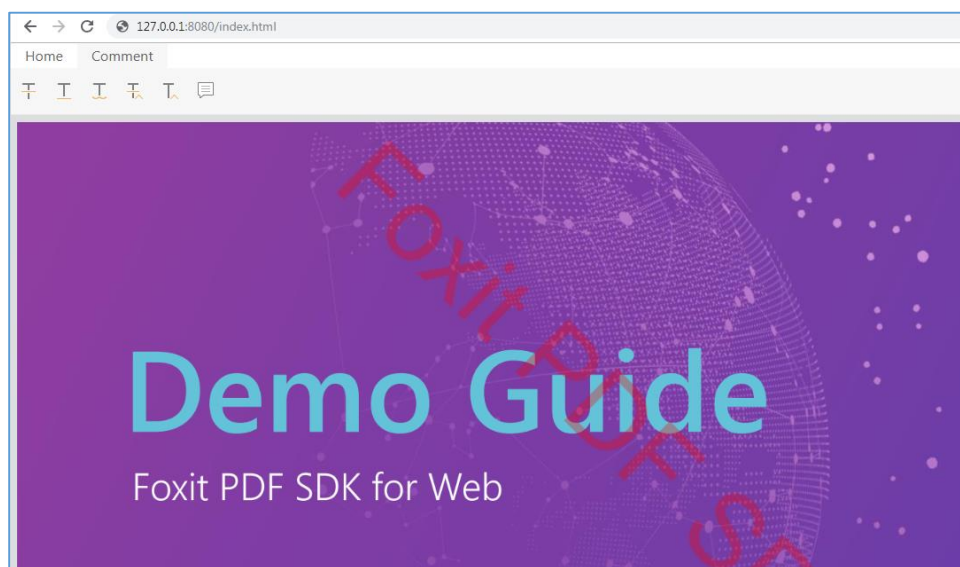 127.0.0.1:8080/index.html
Home Comment
Demo Guide
Foxit PDF SDK for Web
Foxit PDF